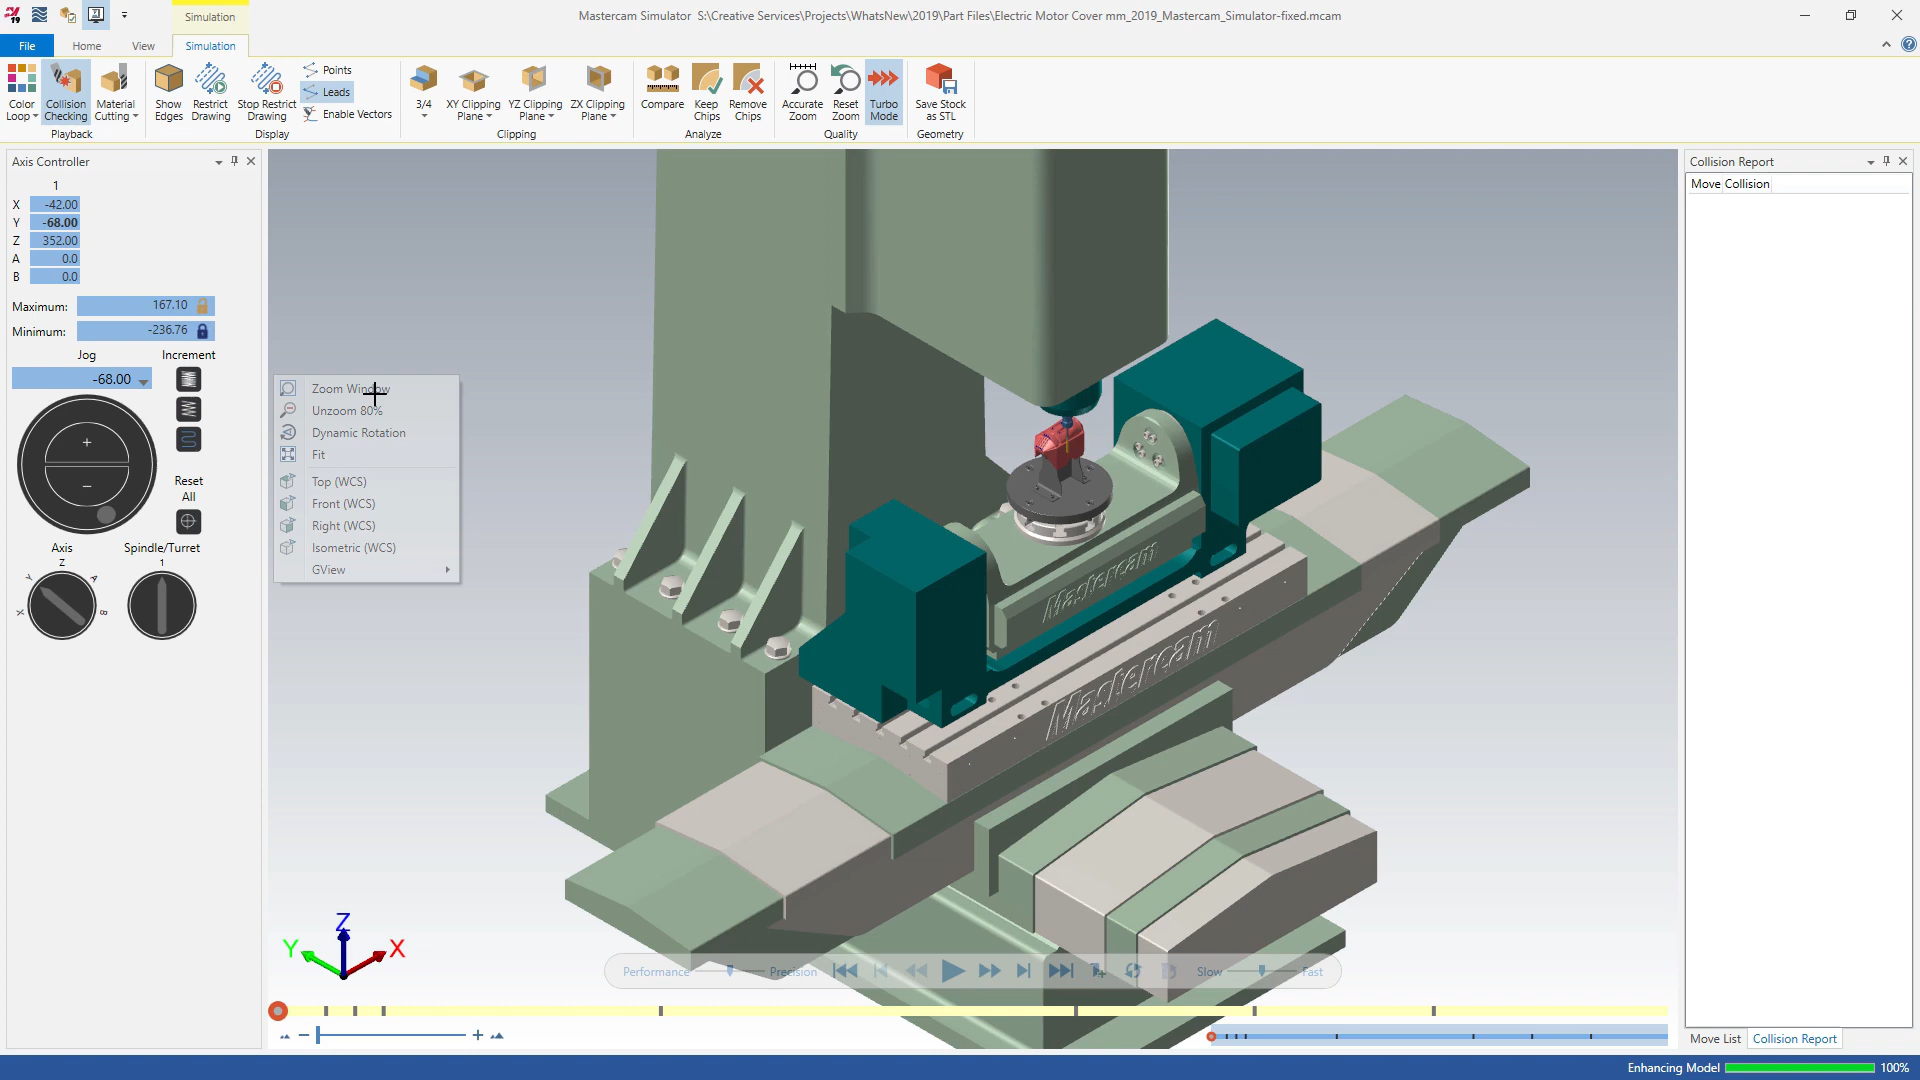 Simulation
Mastercam Simulator S:\Creative Services\Projects\WhatsNew\2019\Part Files\Electric Motor Cover mm_2019_Mastercam_Simulator-fixed.mcam
File Home View Simulation
Color Loop
Collision Checking
Material Cutting
Playback
Show Edges
Restrict Drawing
Stop Restrict Drawing
Points
Leads
Enable Vectors
Display
3/4
XY Clipping Plane
YZ Clipping Plane
ZX Clipping Plane
Clipping
Compare
Keep Chips
Remove Chips
Analyze
Accurate Zoom
Reset Zoom
Turbo Mode
Quality
Save Stock as STL
Geometry
Axis Controller
1
X -42.00
Y -68.00
Z 352.00
A 0.0
B 0.0
Maximum: 167.10
Minimum: -236.76
Jog Increment
-68.00
+
−
Reset All
Axis Spindle/Turret
Z 1
Y A
X B
Zoom Window
Unzoom 80%
Dynamic Rotation
Fit
Top (WCS)
Front (WCS)
Right (WCS)
Isometric (WCS)
GView
Mastercam
Mastercam
Z
Y X
Performance Precision Slow Fast
Collision Report
Move Collision
Move List Collision Report
Enhancing Model 100%